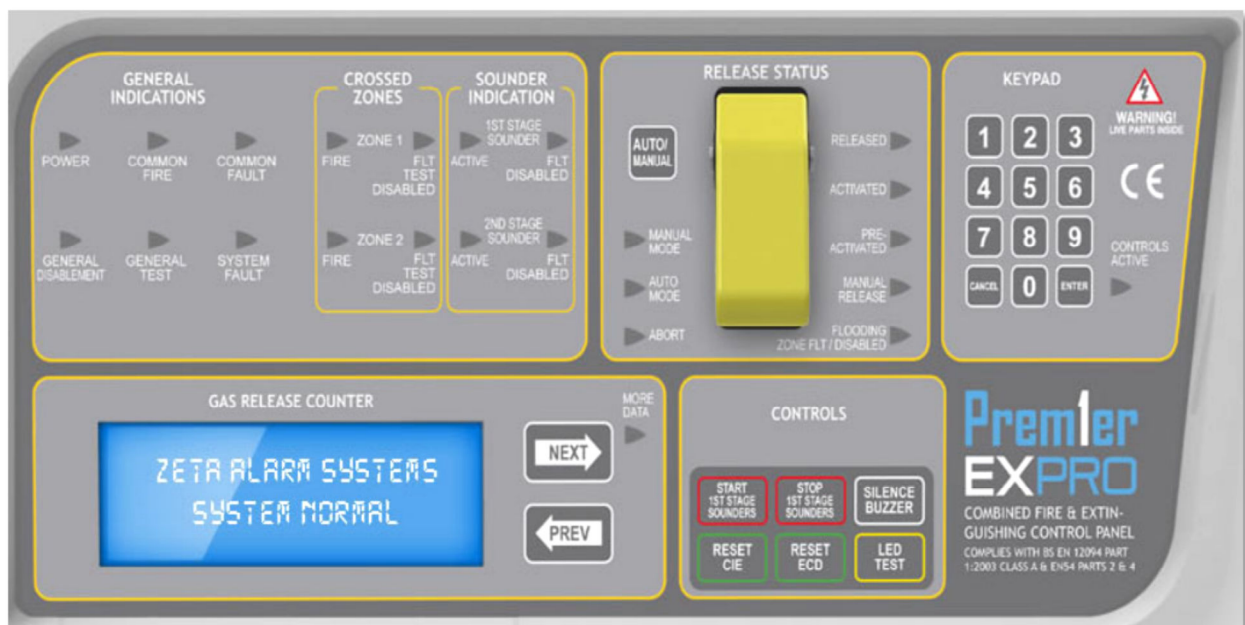 GENERAL
INDICATIONS
POWER
COMMON
FIRE
COMMON
FAULT
GENERAL
DISABLEMENT
GENERAL
TEST
SYSTEM
FAULT
CROSSED
ZONES
ZONE 1
FIRE
FLT
TEST
DISABLED
ZONE 2
FIRE
FLT
TEST
DISABLED
SOUNDER
INDICATION
1ST STAGE
SOUNDER
ACTIVE
FLT
DISABLED
2ND STAGE
SOUNDER
ACTIVE
FLT
DISABLED
RELEASE STATUS
AUTO/
MANUAL
MANUAL
MODE
AUTO
MODE
ABORT
RELEASED
ACTIVATED
PRE-
ACTIVATED
MANUAL
RELEASE
FLOODING
ZONE FLT / DISABLED
KEYPAD
1 2 3
4 5 6
7 8 9
CANCEL 0 ENTER
WARNING!
LIVE PARTS INSIDE
CE
CONTROLS
ACTIVE
GAS RELEASE COUNTER
ZETA ALARM SYSTEMS
SYSTEM NORMAL
MORE
DATA
NEXT
PREV
CONTROLS
START
1ST STAGE
SOUNDERS
STOP
1ST STAGE
SOUNDERS
SILENCE
BUZZER
RESET
CIE
RESET
ECD
LED
TEST
Prem1er
EXPRO
COMBINED FIRE & EXTIN-
GUISHING CONTROL PANEL
COMPLIES WITH BS EN 12094 PART
1:2003 CLASS A & EN54 PARTS 2 & 4